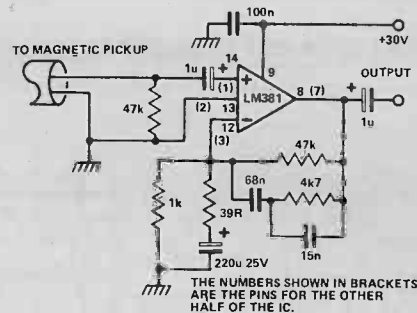 100n
+30V
TO MAGNETIC PICKUP
1u
+
14
+
9
(1)
LM381
8 (7)
OUTPUT
+
47k
(2)
13
12
−
1u
(3)
47k
68n
4k7
1k
39R
+
15n
220u 25V
THE NUMBERS SHOWN IN BRACKETS
ARE THE PINS FOR THE OTHER
HALF OF THE IC.